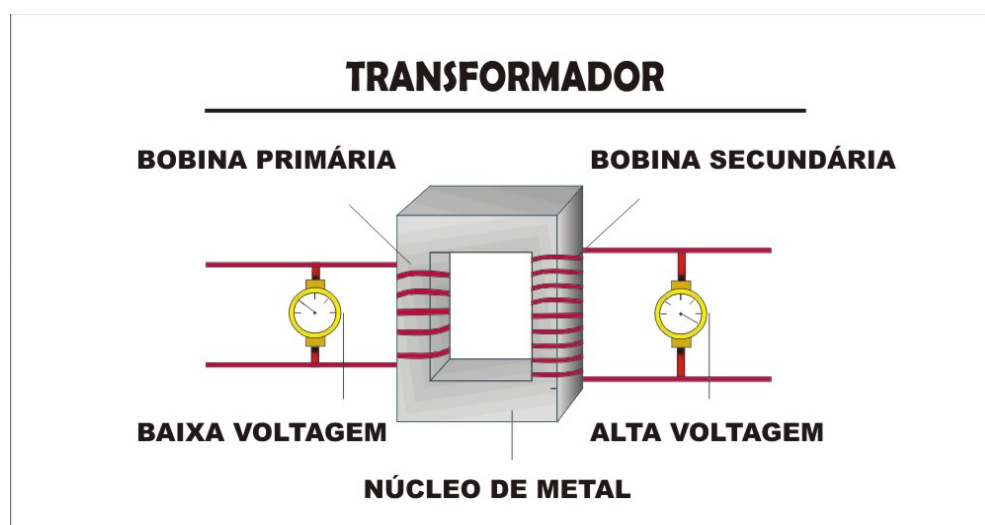 TRANSFORMADOR
BOBINA PRIMÁRIA
BOBINA SECUNDÁRIA
BAIXA VOLTAGEM
ALTA VOLTAGEM
NÚCLEO DE METAL